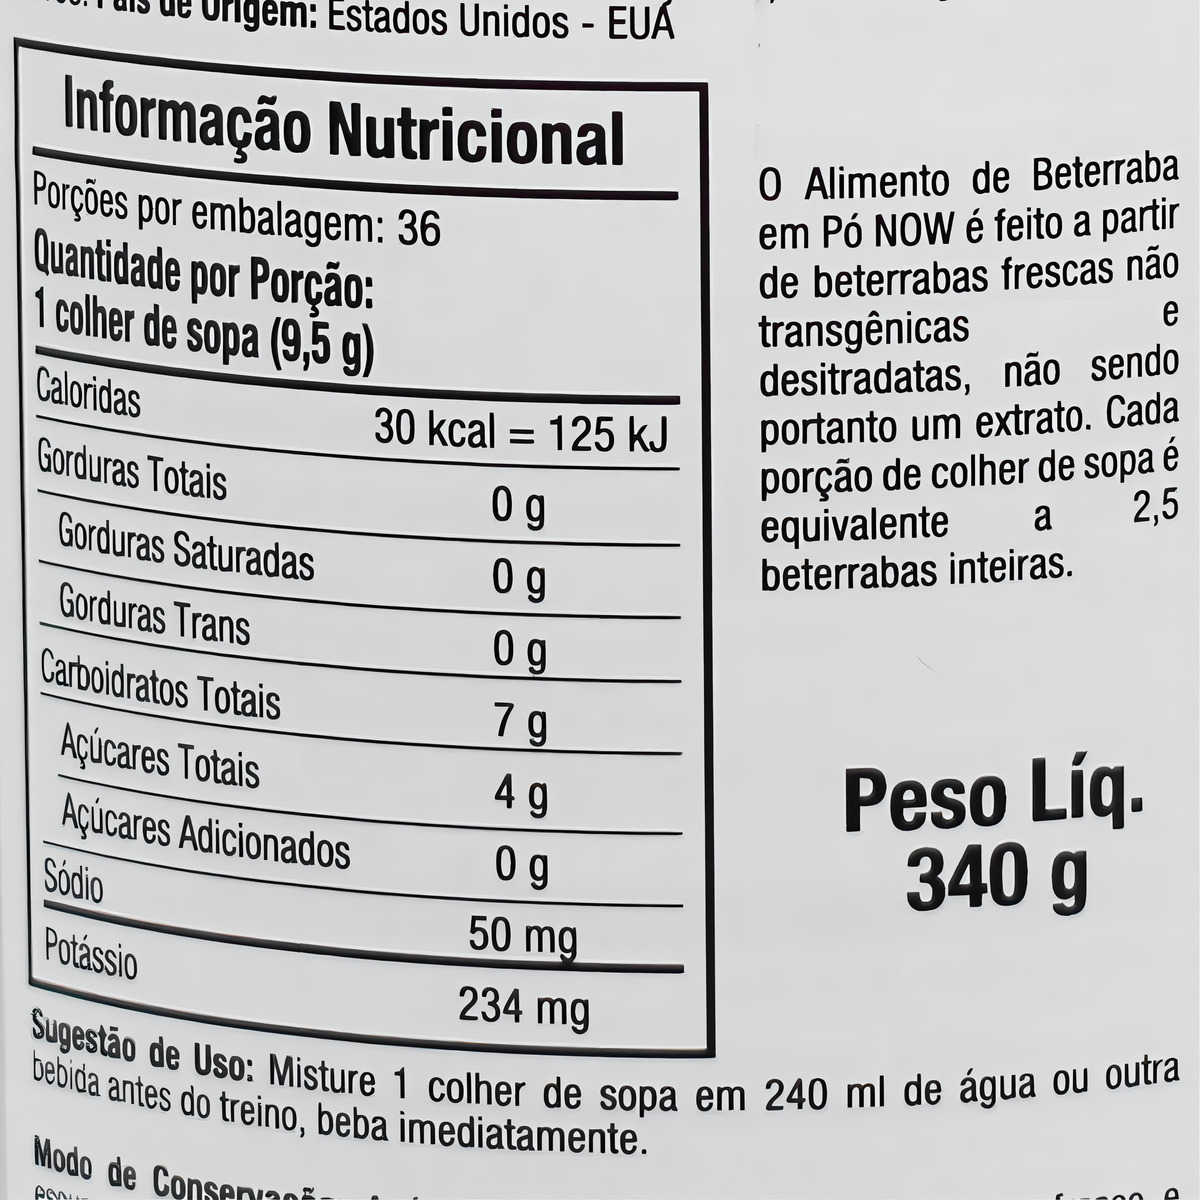 País de Origem: Estados Unidos - EUA
Informação Nutricional
Porções por embalagem: 36
Quantidade por Porção:
1 colher de sopa (9,5 g)
Caloridas 30 kcal = 125 kJ
Gorduras Totais 0 g
Gorduras Saturadas 0 g
Gorduras Trans 0 g
Carboidratos Totais 7 g
Açúcares Totais 4 g
Açúcares Adicionados 0 g
Sódio 50 mg
Potássio 234 mg
O Alimento de Beterraba
em Pó NOW é feito a partir
de beterrabas frescas não
transgênicas e
desitradatas, não sendo
portanto um extrato. Cada
porção de colher de sopa é
equivalente a 2,5
beterrabas inteiras.
Peso Líq.
340 g
Sugestão de Uso: Misture 1 colher de sopa em 240 ml de água ou outra
bebida antes do treino, beba imediatamente.
Modo de